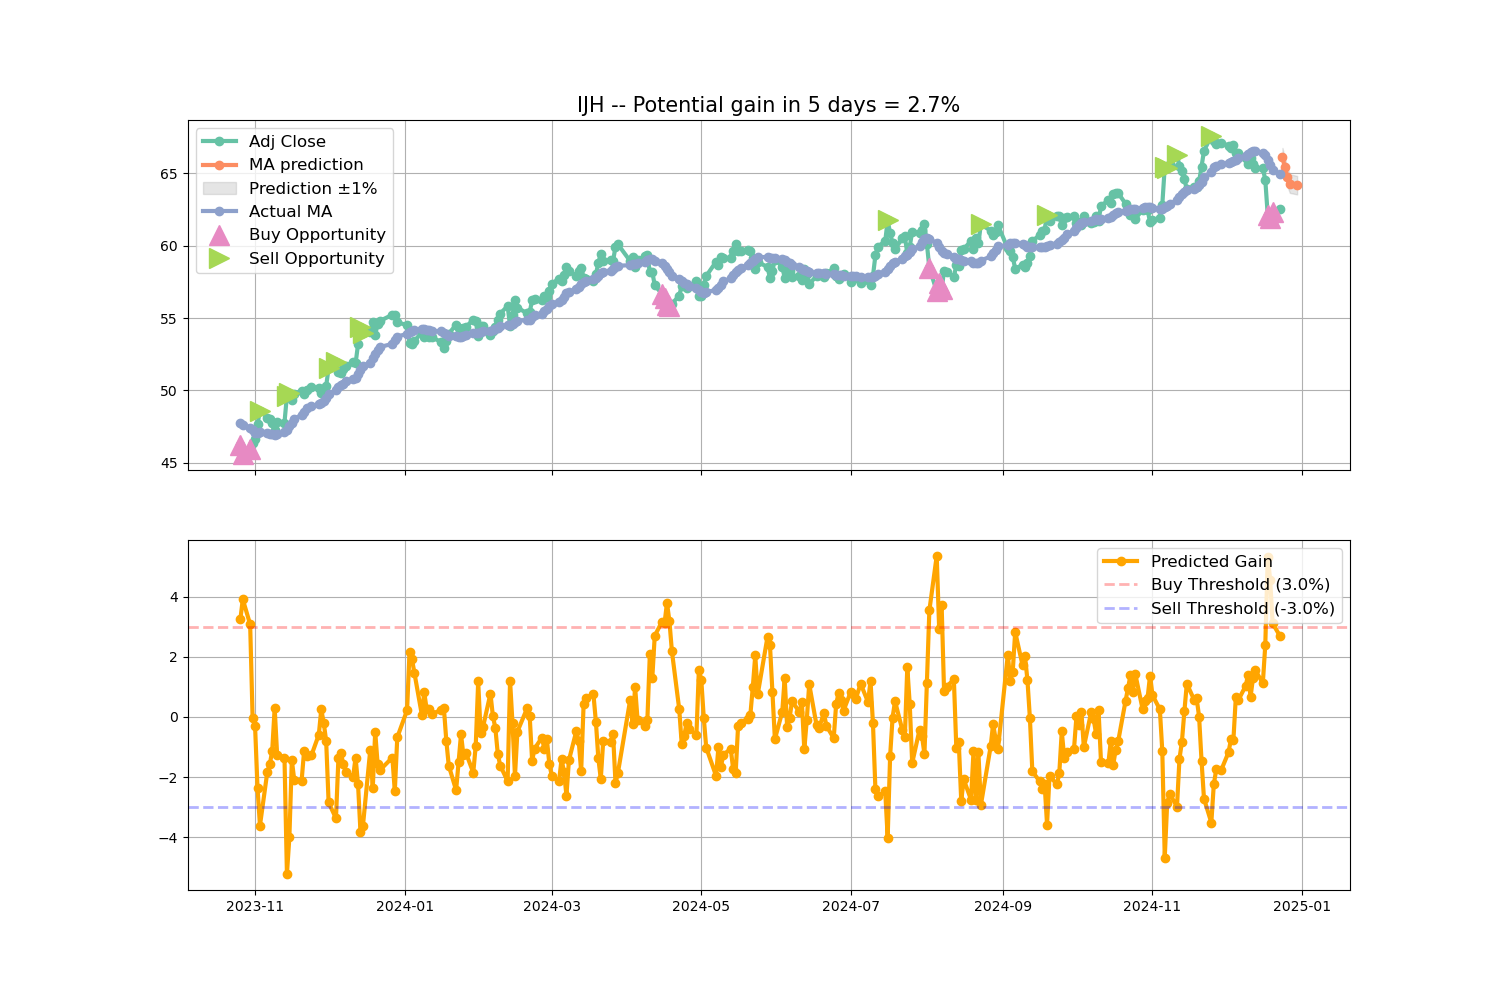 IJH -- Potential gain in 5 days = 2.7%
Adj Close
MA prediction
Prediction ±1%
Actual MA
Buy Opportunity
Sell Opportunity
65
60
55
50
45
Predicted Gain
Buy Threshold (3.0%)
Sell Threshold (-3.0%)
4
2
0
−2
−4
2023-11 2024-01 2024-03 2024-05 2024-07 2024-09 2024-11 2025-01